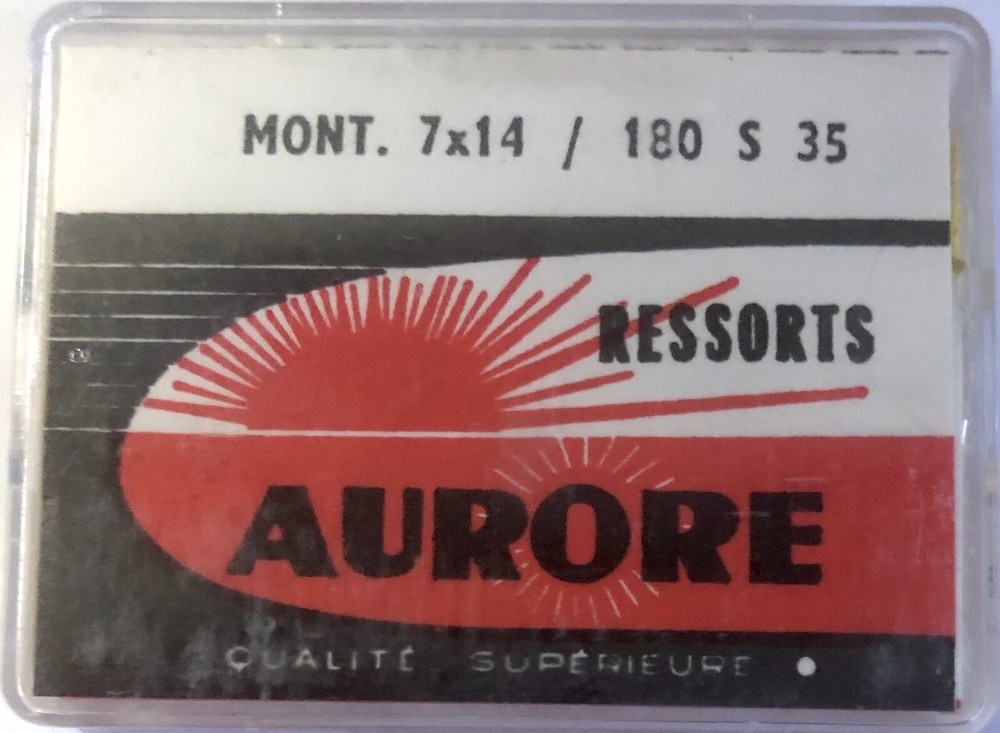 MONT. 7x14 / 180 S 35
RESSORTS
AURORE
QUALITÉ SUPÉRIEURE